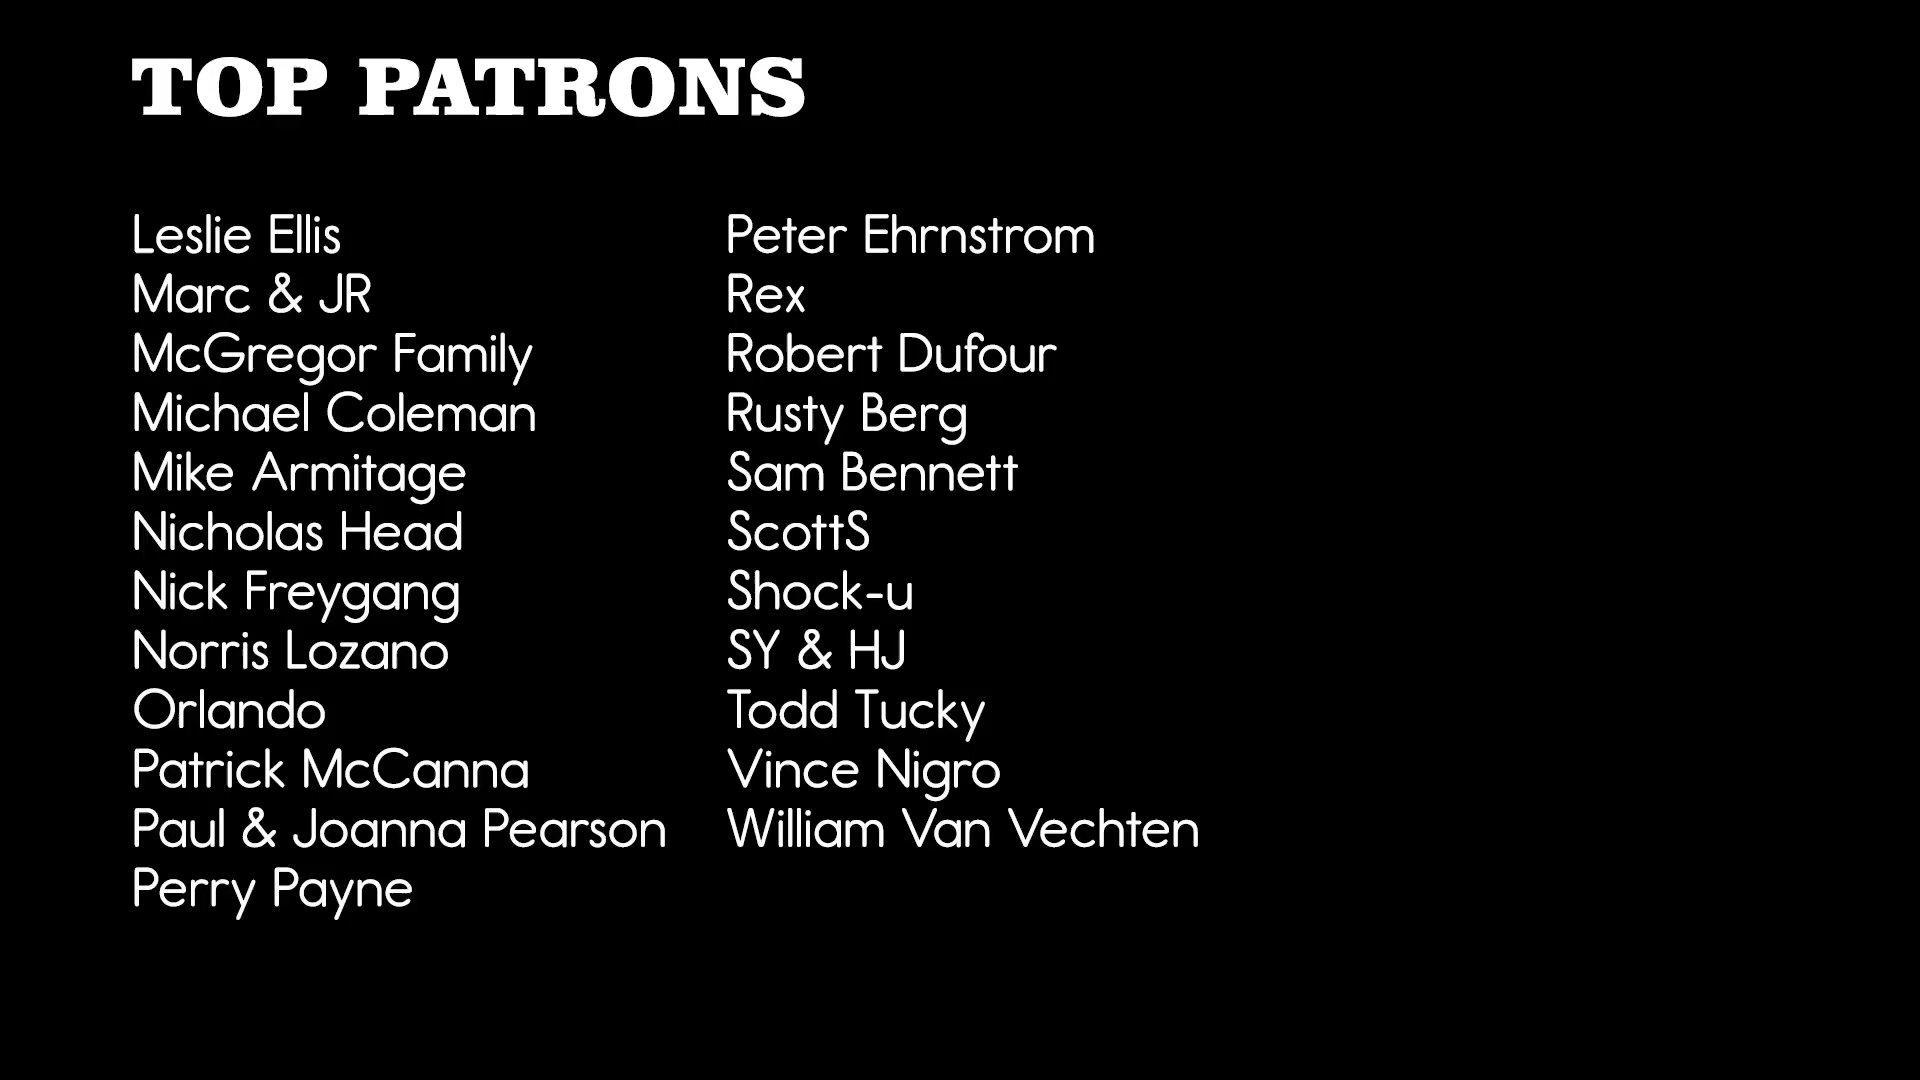 TOP PATRONS
Leslie Ellis
Marc & JR
McGregor Family
Michael Coleman
Mike Armitage
Nicholas Head
Nick Freygang
Norris Lozano
Orlando
Patrick McCanna
Paul & Joanna Pearson
Perry Payne
Peter Ehrnstrom
Rex
Robert Dufour
Rusty Berg
Sam Bennett
ScottS
Shock-u
SY & HJ
Todd Tucky
Vince Nigro
William Van Vechten